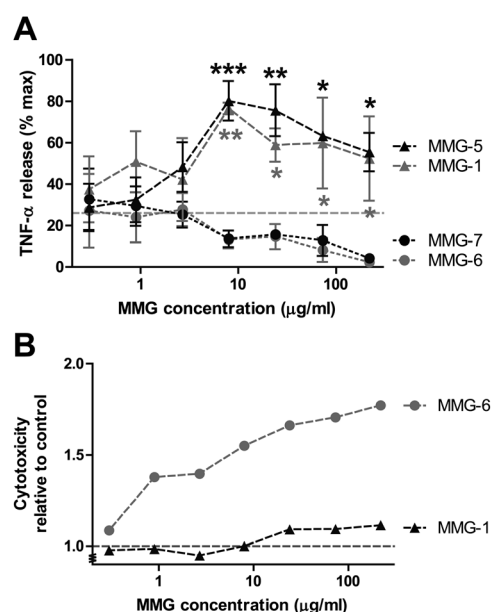 A
100
80
60
40
20
0
TNF-α release (% max)
***
**
*
*
**
*
*
*
MMG-5
MMG-1
MMG-7
MMG-6
1
10
100
MMG concentration (μg/ml)
B
2.0
1.5
1.0
Cytotoxicity
relative to control
MMG-6
MMG-1
1
10
100
MMG concentration (μg/ml)